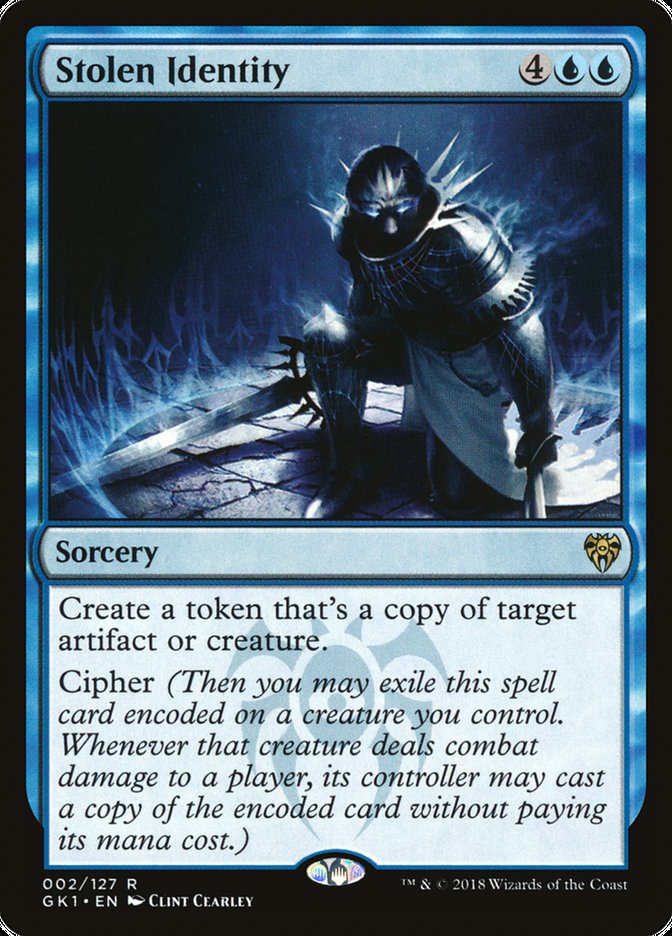 Stolen Identity 4
Sorcery
Create a token that's a copy of target
artifact or creature.
Cipher (Then you may exile this spell
card encoded on a creature you control.
Whenever that creature deals combat
damage to a player, its controller may cast
a copy of the encoded card without paying
its mana cost.)
002/127 R
GK1 • EN Clint Cearley
™ & © 2018 Wizards of the Coast